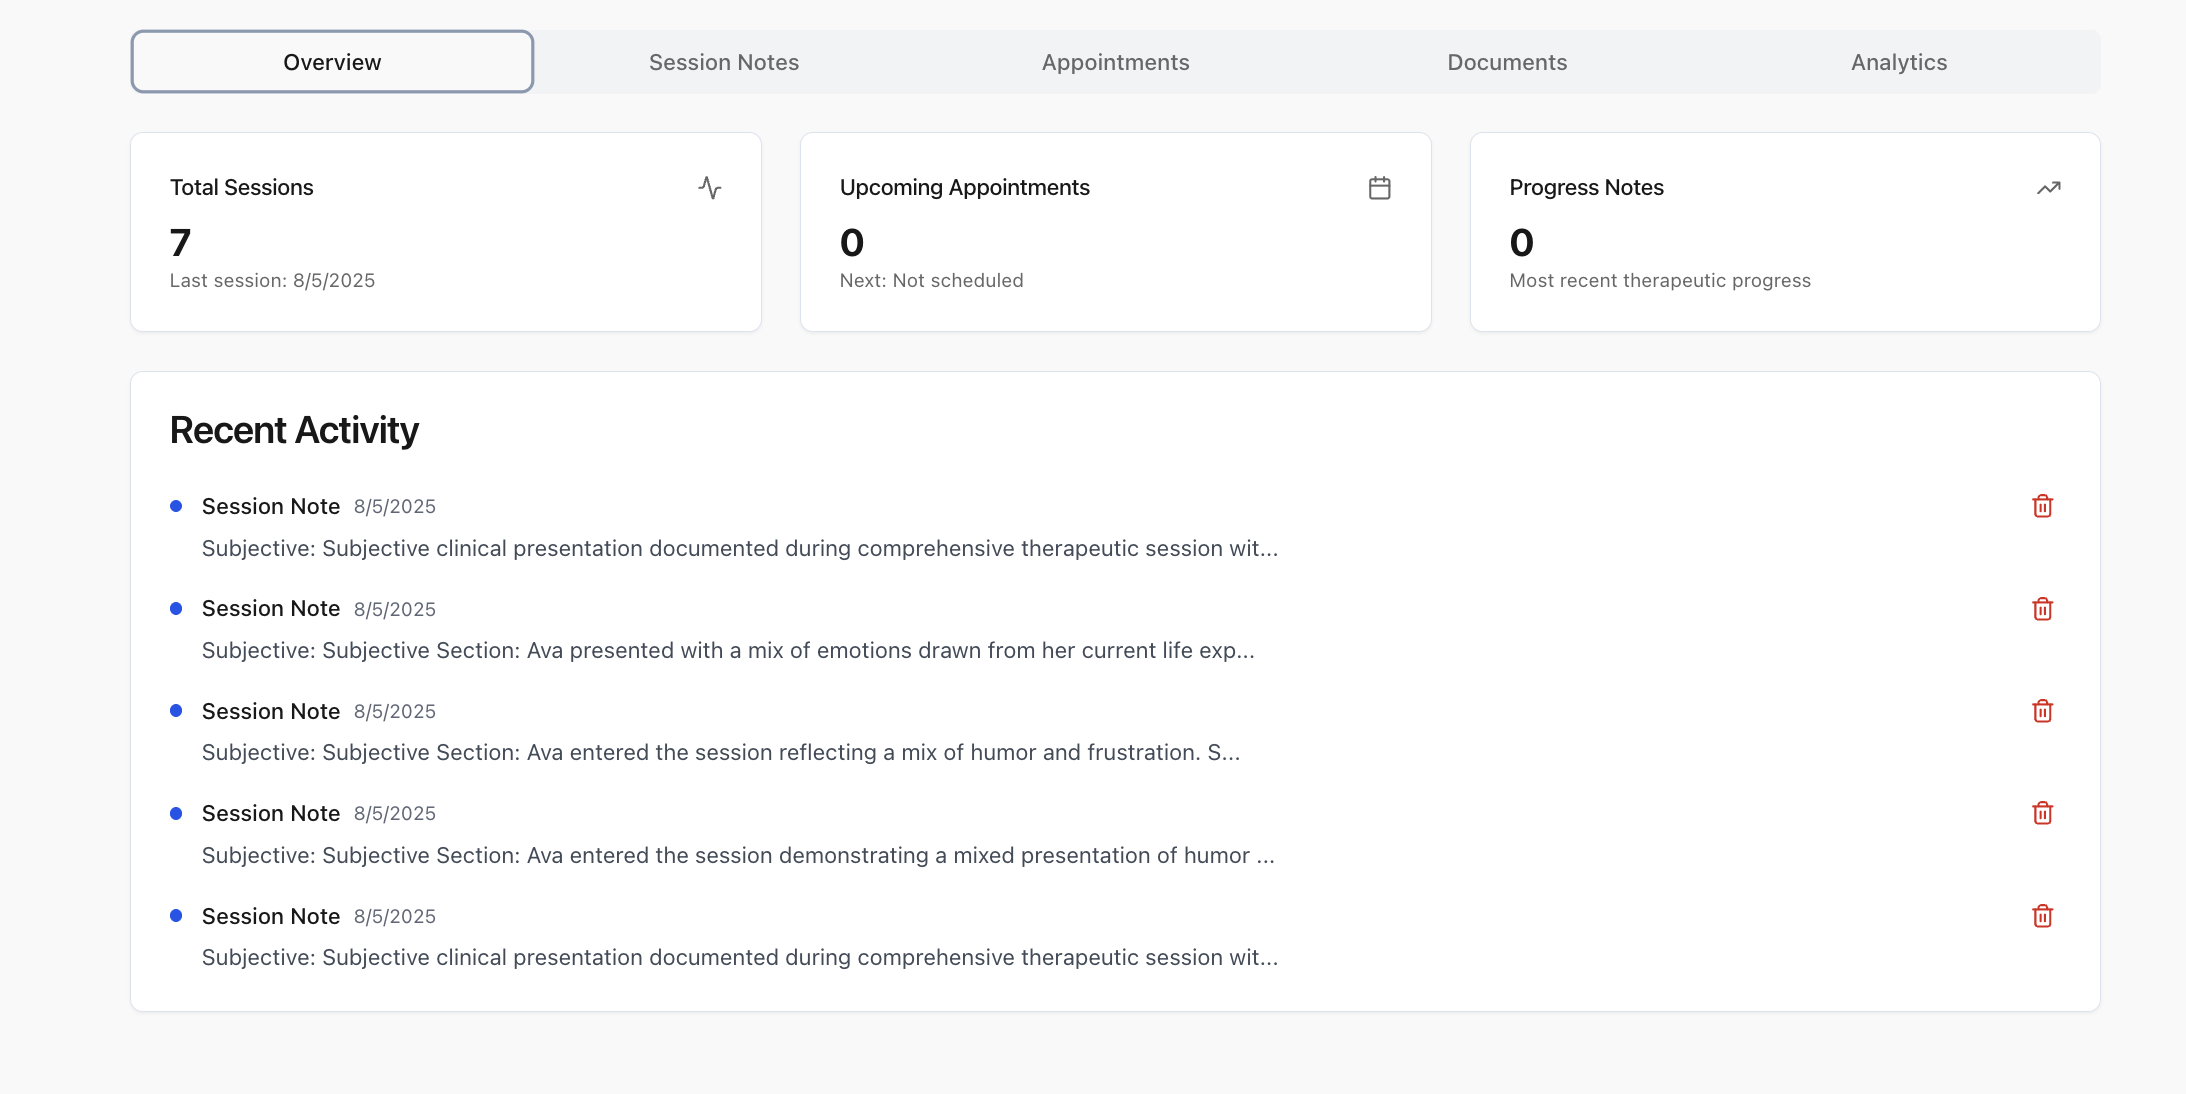 Overview
Session Notes
Appointments
Documents
Analytics
Total Sessions
7
Last session: 8/5/2025
Upcoming Appointments
0
Next: Not scheduled
Progress Notes
0
Most recent therapeutic progress
Recent Activity
Session Note 8/5/2025
Subjective: Subjective clinical presentation documented during comprehensive therapeutic session wit...
Session Note 8/5/2025
Subjective: Subjective Section: Ava presented with a mix of emotions drawn from her current life exp...
Session Note 8/5/2025
Subjective: Subjective Section: Ava entered the session reflecting a mix of humor and frustration. S...
Session Note 8/5/2025
Subjective: Subjective Section: Ava entered the session demonstrating a mixed presentation of humor ...
Session Note 8/5/2025
Subjective: Subjective clinical presentation documented during comprehensive therapeutic session wit...